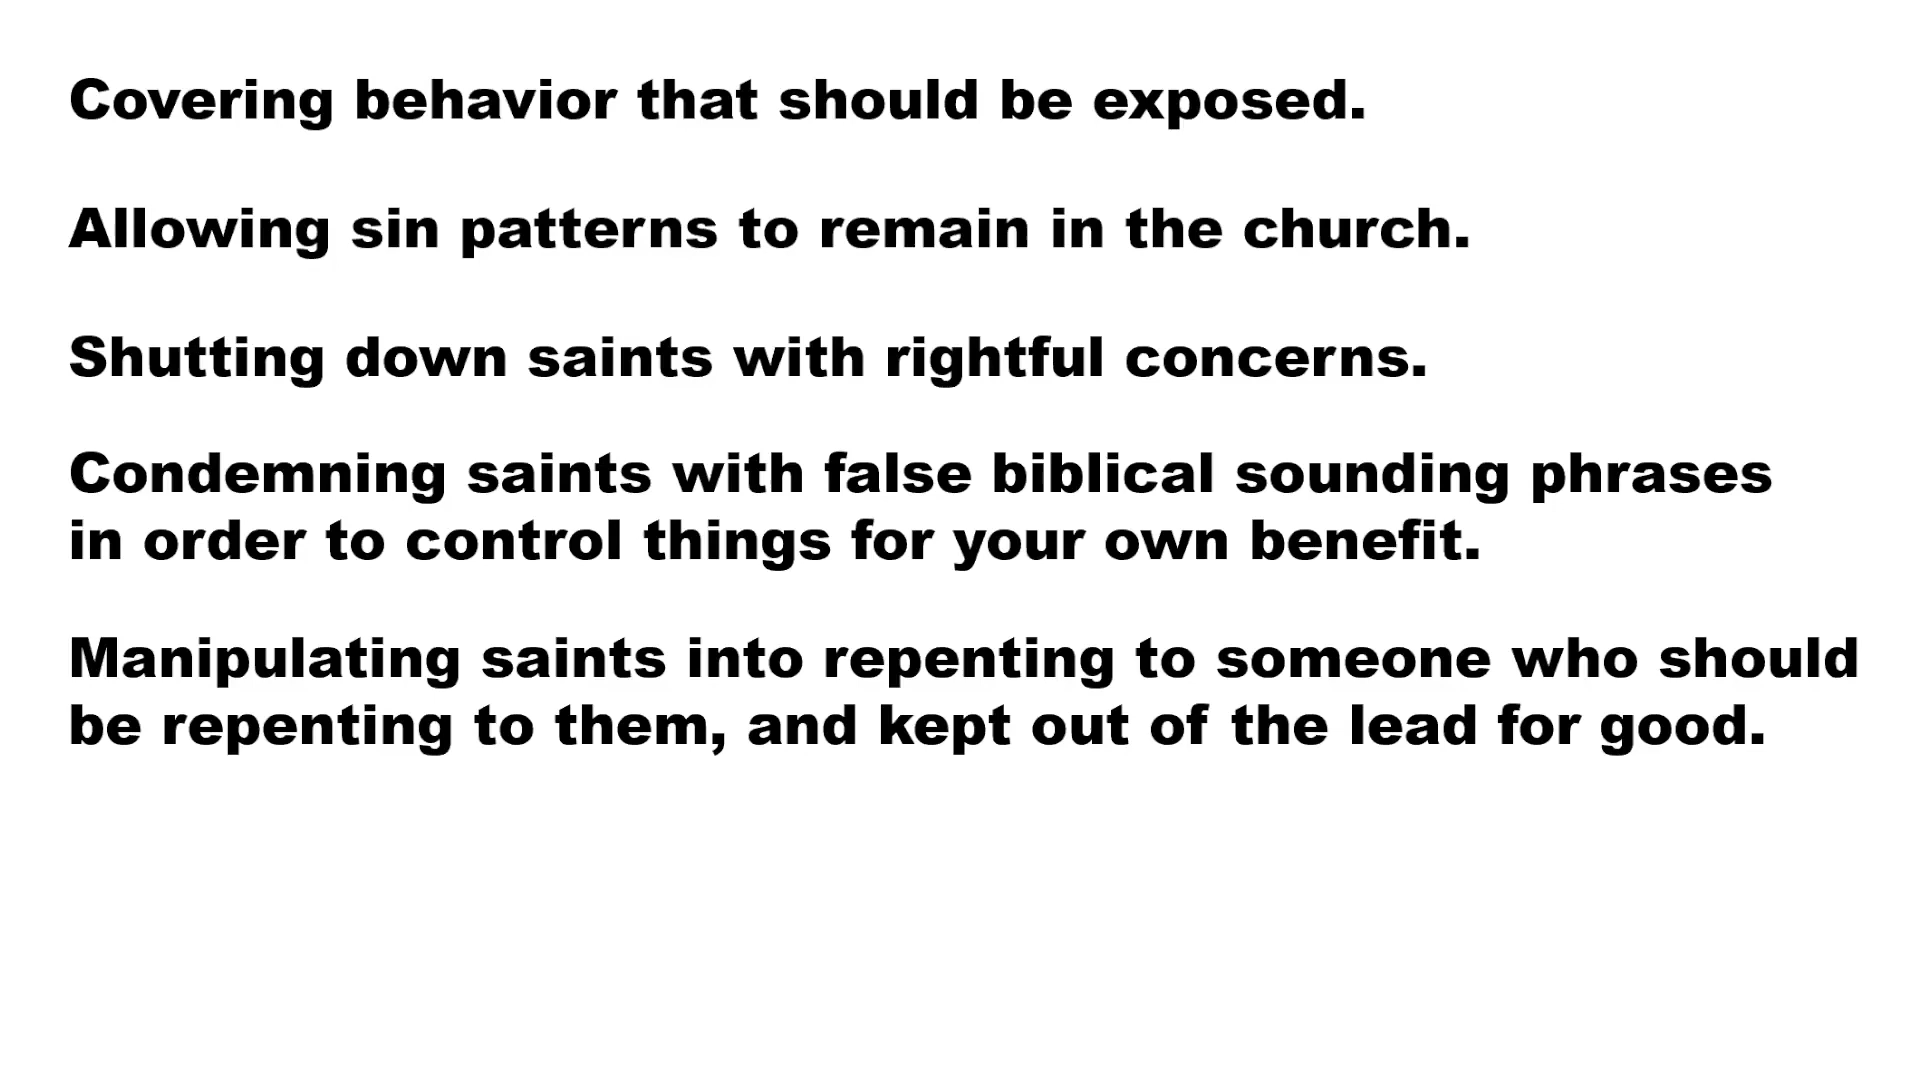 Covering behavior that should be exposed.
Allowing sin patterns to remain in the church.
Shutting down saints with rightful concerns.
Condemning saints with false biblical sounding phrases
in order to control things for your own benefit.
Manipulating saints into repenting to someone who should
be repenting to them, and kept out of the lead for good.